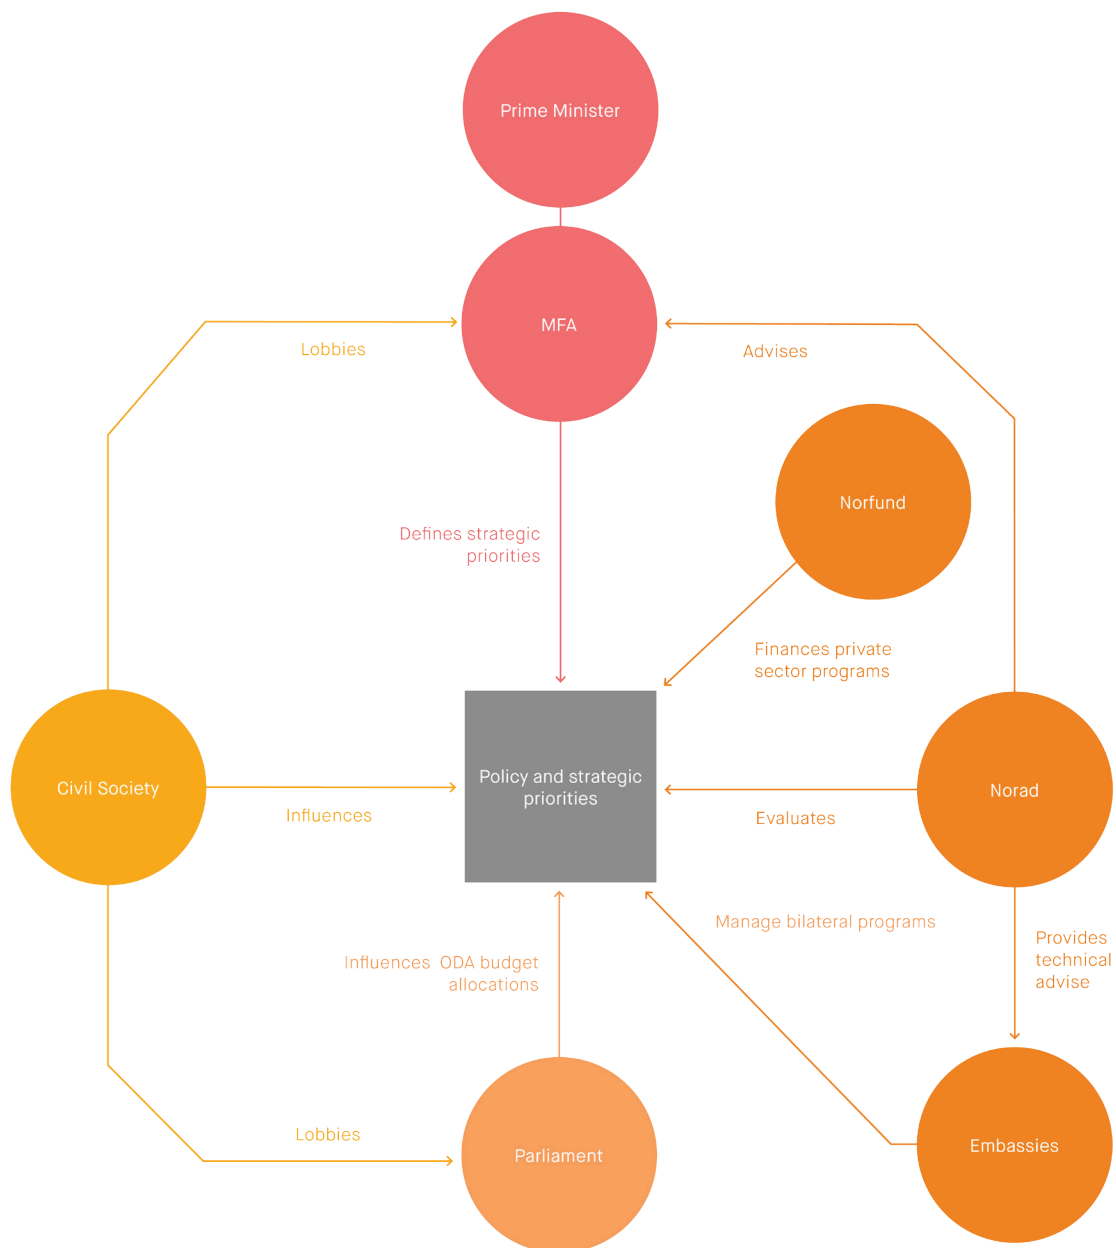 Prime Minister
MFA
Lobbies
Advises
Norfund
Defines strategic
priorities
Finances private
sector programs
Policy and strategic
priorities
Civil Society
Norad
Influences
Evaluates
Manage bilateral programs
Provides
technical
advise
Influences ODA budget
allocations
Lobbies
Parliament
Embassies